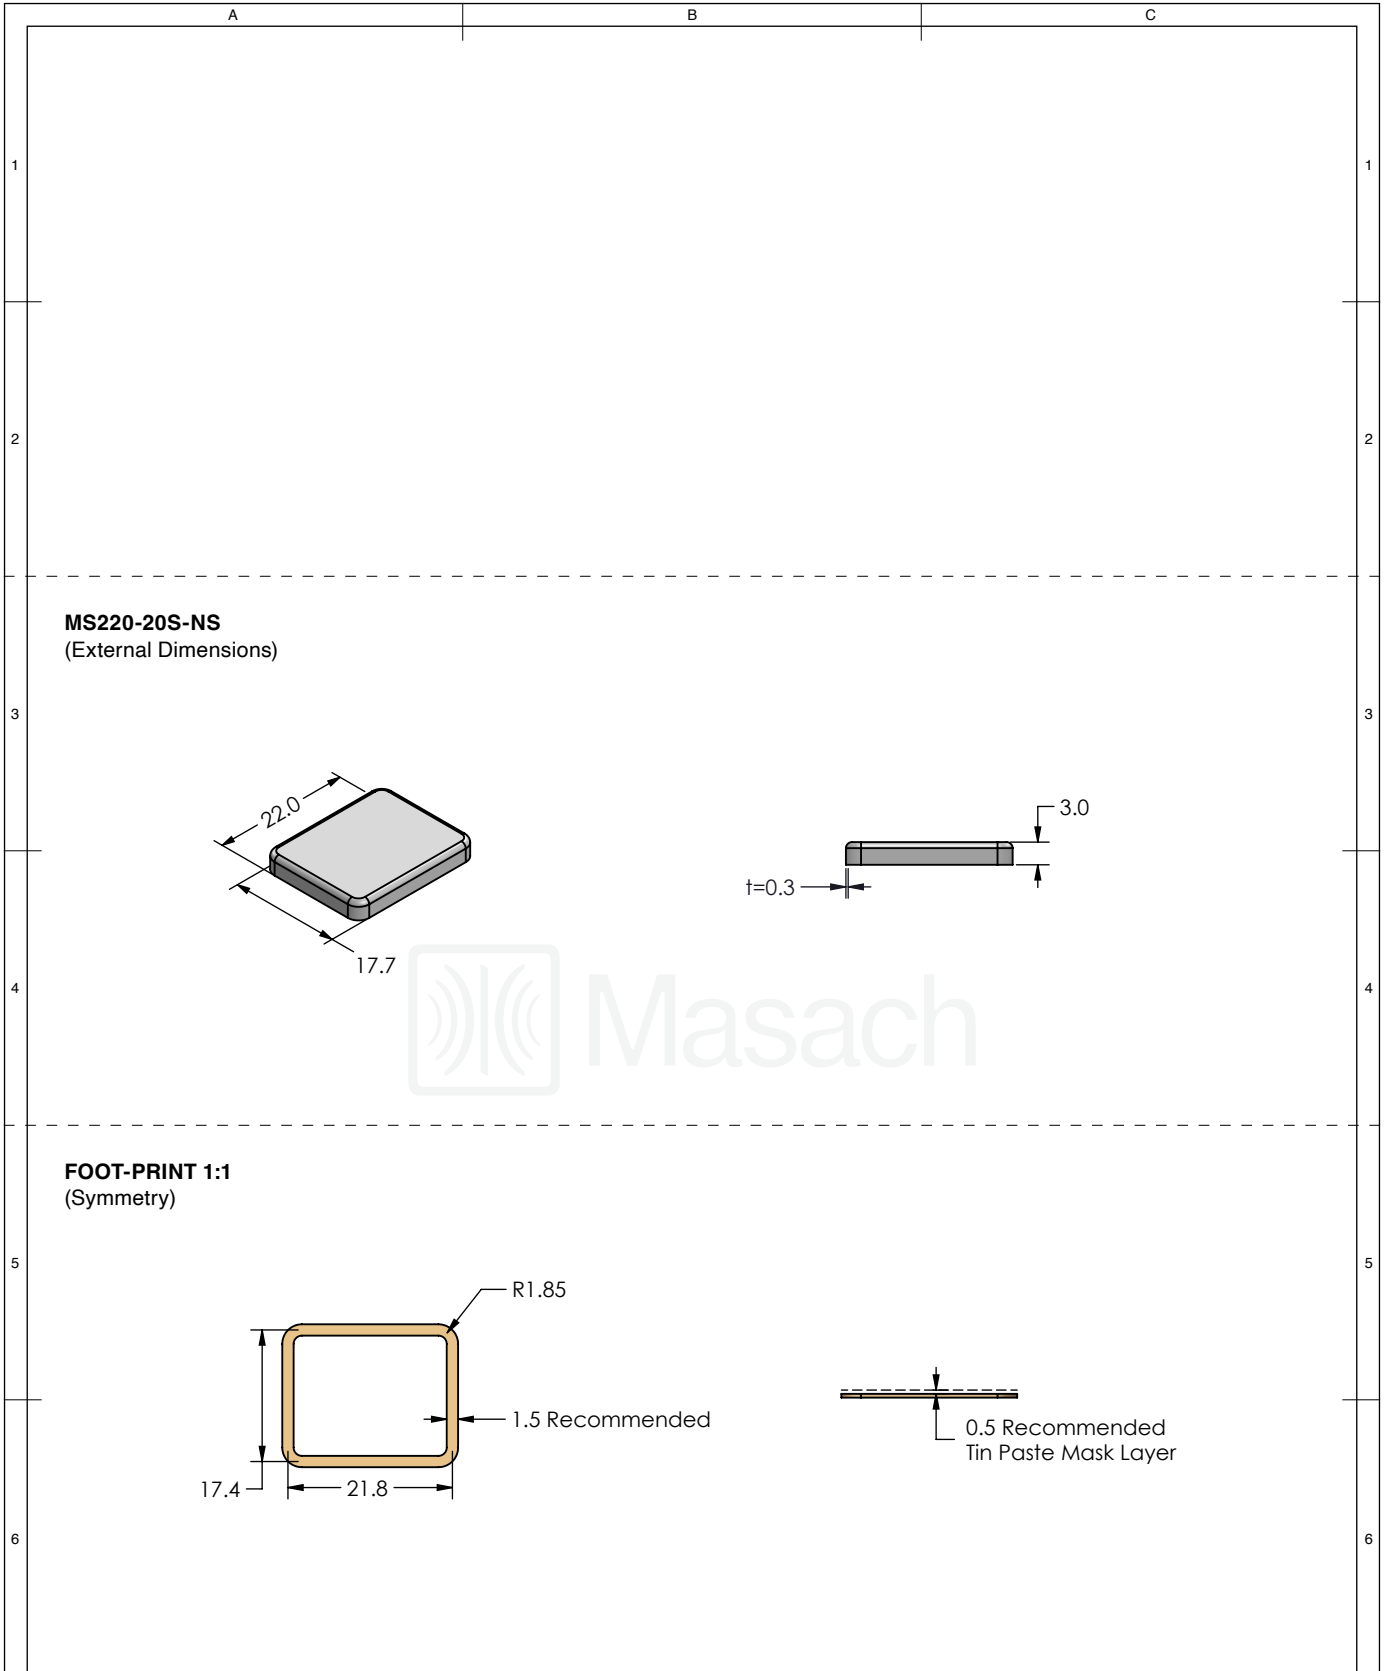 A B C
1 1
2 2
MS220-20S-NS
(External Dimensions)
3 3
22.0
3.0
t=0.3
17.7
4 4
Masach
FOOT-PRINT 1:1
(Symmetry)
5 5
R1.85
1.5 Recommended
0.5 Recommended
Tin Paste Mask Layer
17.4
21.8
6 6